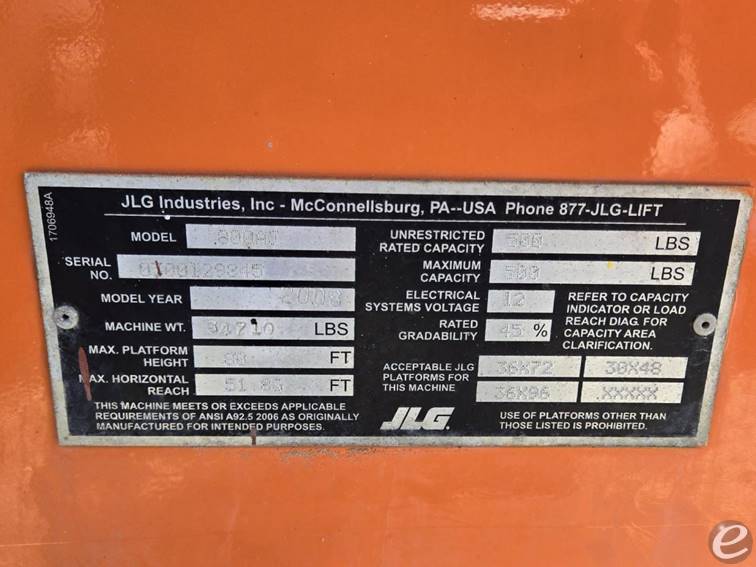 1706948A
JLG Industries, Inc - McConnellsburg, PA--USA Phone 877-JLG-LIFT
MODEL 800AJ
SERIAL NO. 0300129845
MODEL YEAR 2008
MACHINE WT. 34710 LBS
MAX. PLATFORM HEIGHT 80 FT
MAX. HORIZONTAL REACH 51.83 FT
THIS MACHINE MEETS OR EXCEEDS APPLICABLE
REQUIREMENTS OF ANSI A92.5 2006 AS ORIGINALLY
MANUFACTURED FOR INTENDED PURPOSES.
UNRESTRICTED RATED CAPACITY 500 LBS
MAXIMUM CAPACITY 500 LBS
ELECTRICAL SYSTEMS VOLTAGE 12
RATED GRADABILITY 45 %
REFER TO CAPACITY
INDICATOR OR LOAD
REACH DIAG. FOR
CAPACITY AREA
CLARIFICATION.
ACCEPTABLE JLG
PLATFORMS FOR
THIS MACHINE
36X72 30X48
36X96 XXXXX
JLG
USE OF PLATFORMS OTHER THAN
THOSE LISTED IS PROHIBITED.
e